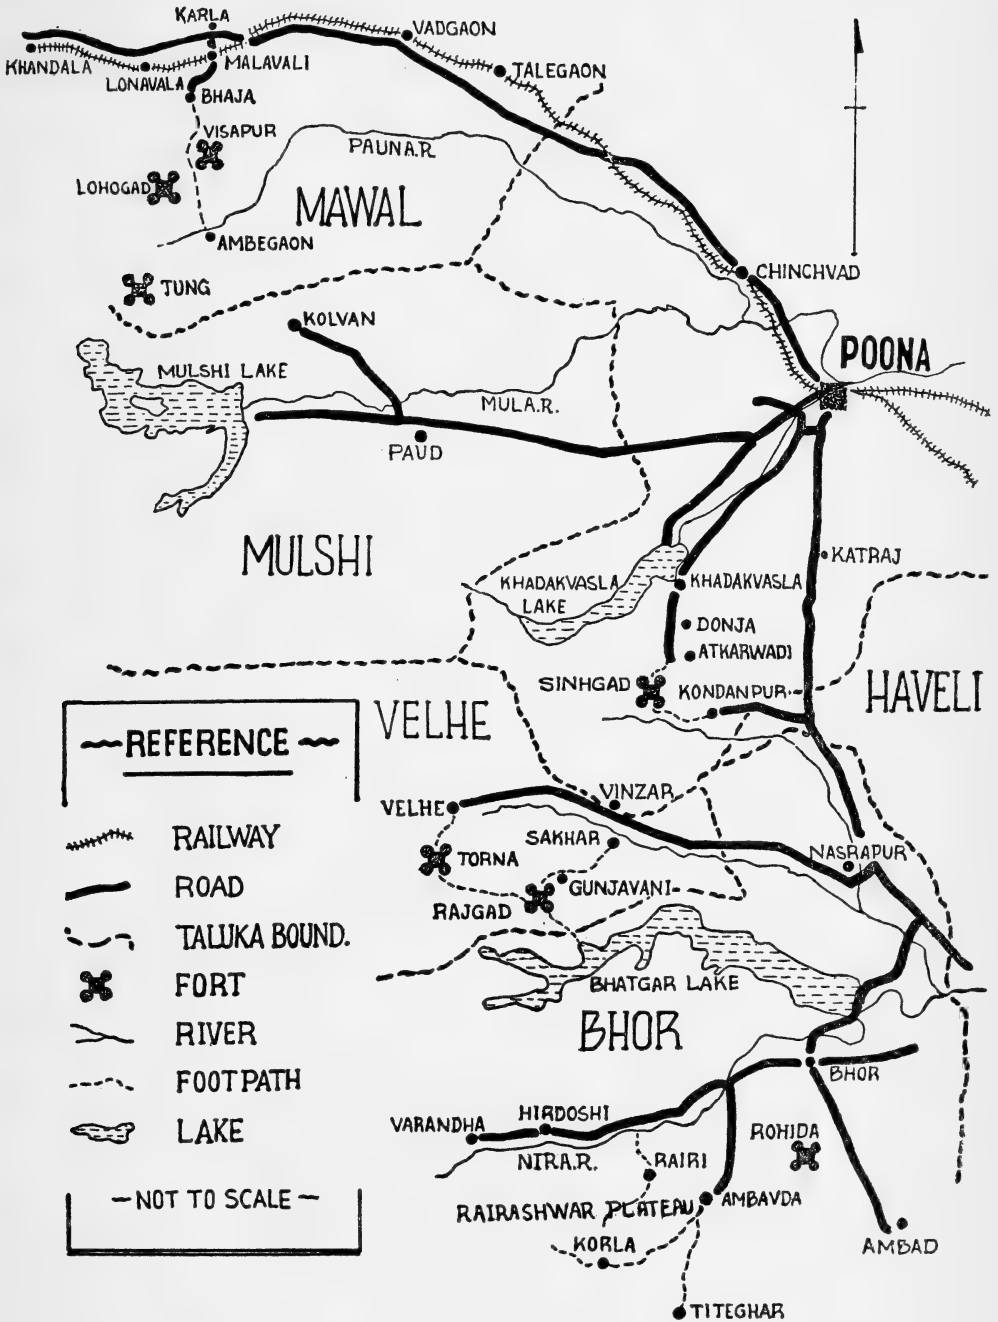 KARLA
VADGAON
KHANDALA
LONAVALA
MALAVALI
TALEGAON
BHAJA
VISAPUR
PAUNA.R.
LOHOGAD
MAWAL
AMBEGAON
CHINCHVAD
TUNG
KOLVAN
POONA
MULSHI LAKE
MULA.R.
PAUD
MULSHI
KATRAJ
KHADAKVASLA
LAKE
KHADAKVASLA
DONJA
ATKARWADI
SINHGAD
KONDANPUR
HAVELI
VELHE
REFERENCE
RAILWAY
ROAD
TALUKA BOUND.
FORT
RIVER
FOOTPATH
LAKE
-NOT TO SCALE-
VELHE
VINZAR
SAKHAR
NASRAPUR
TORNA
GUNJAVANI
RAJGAD
BHATGAR LAKE
BHOR
BHOR
VARANDHA
HIRDOSHI
ROHIDA
NIRA.R.
RAIRI
RAIRASHWAR PLATEAU
AMBAVDA
KORLA
AMBAD
TITEGHAR